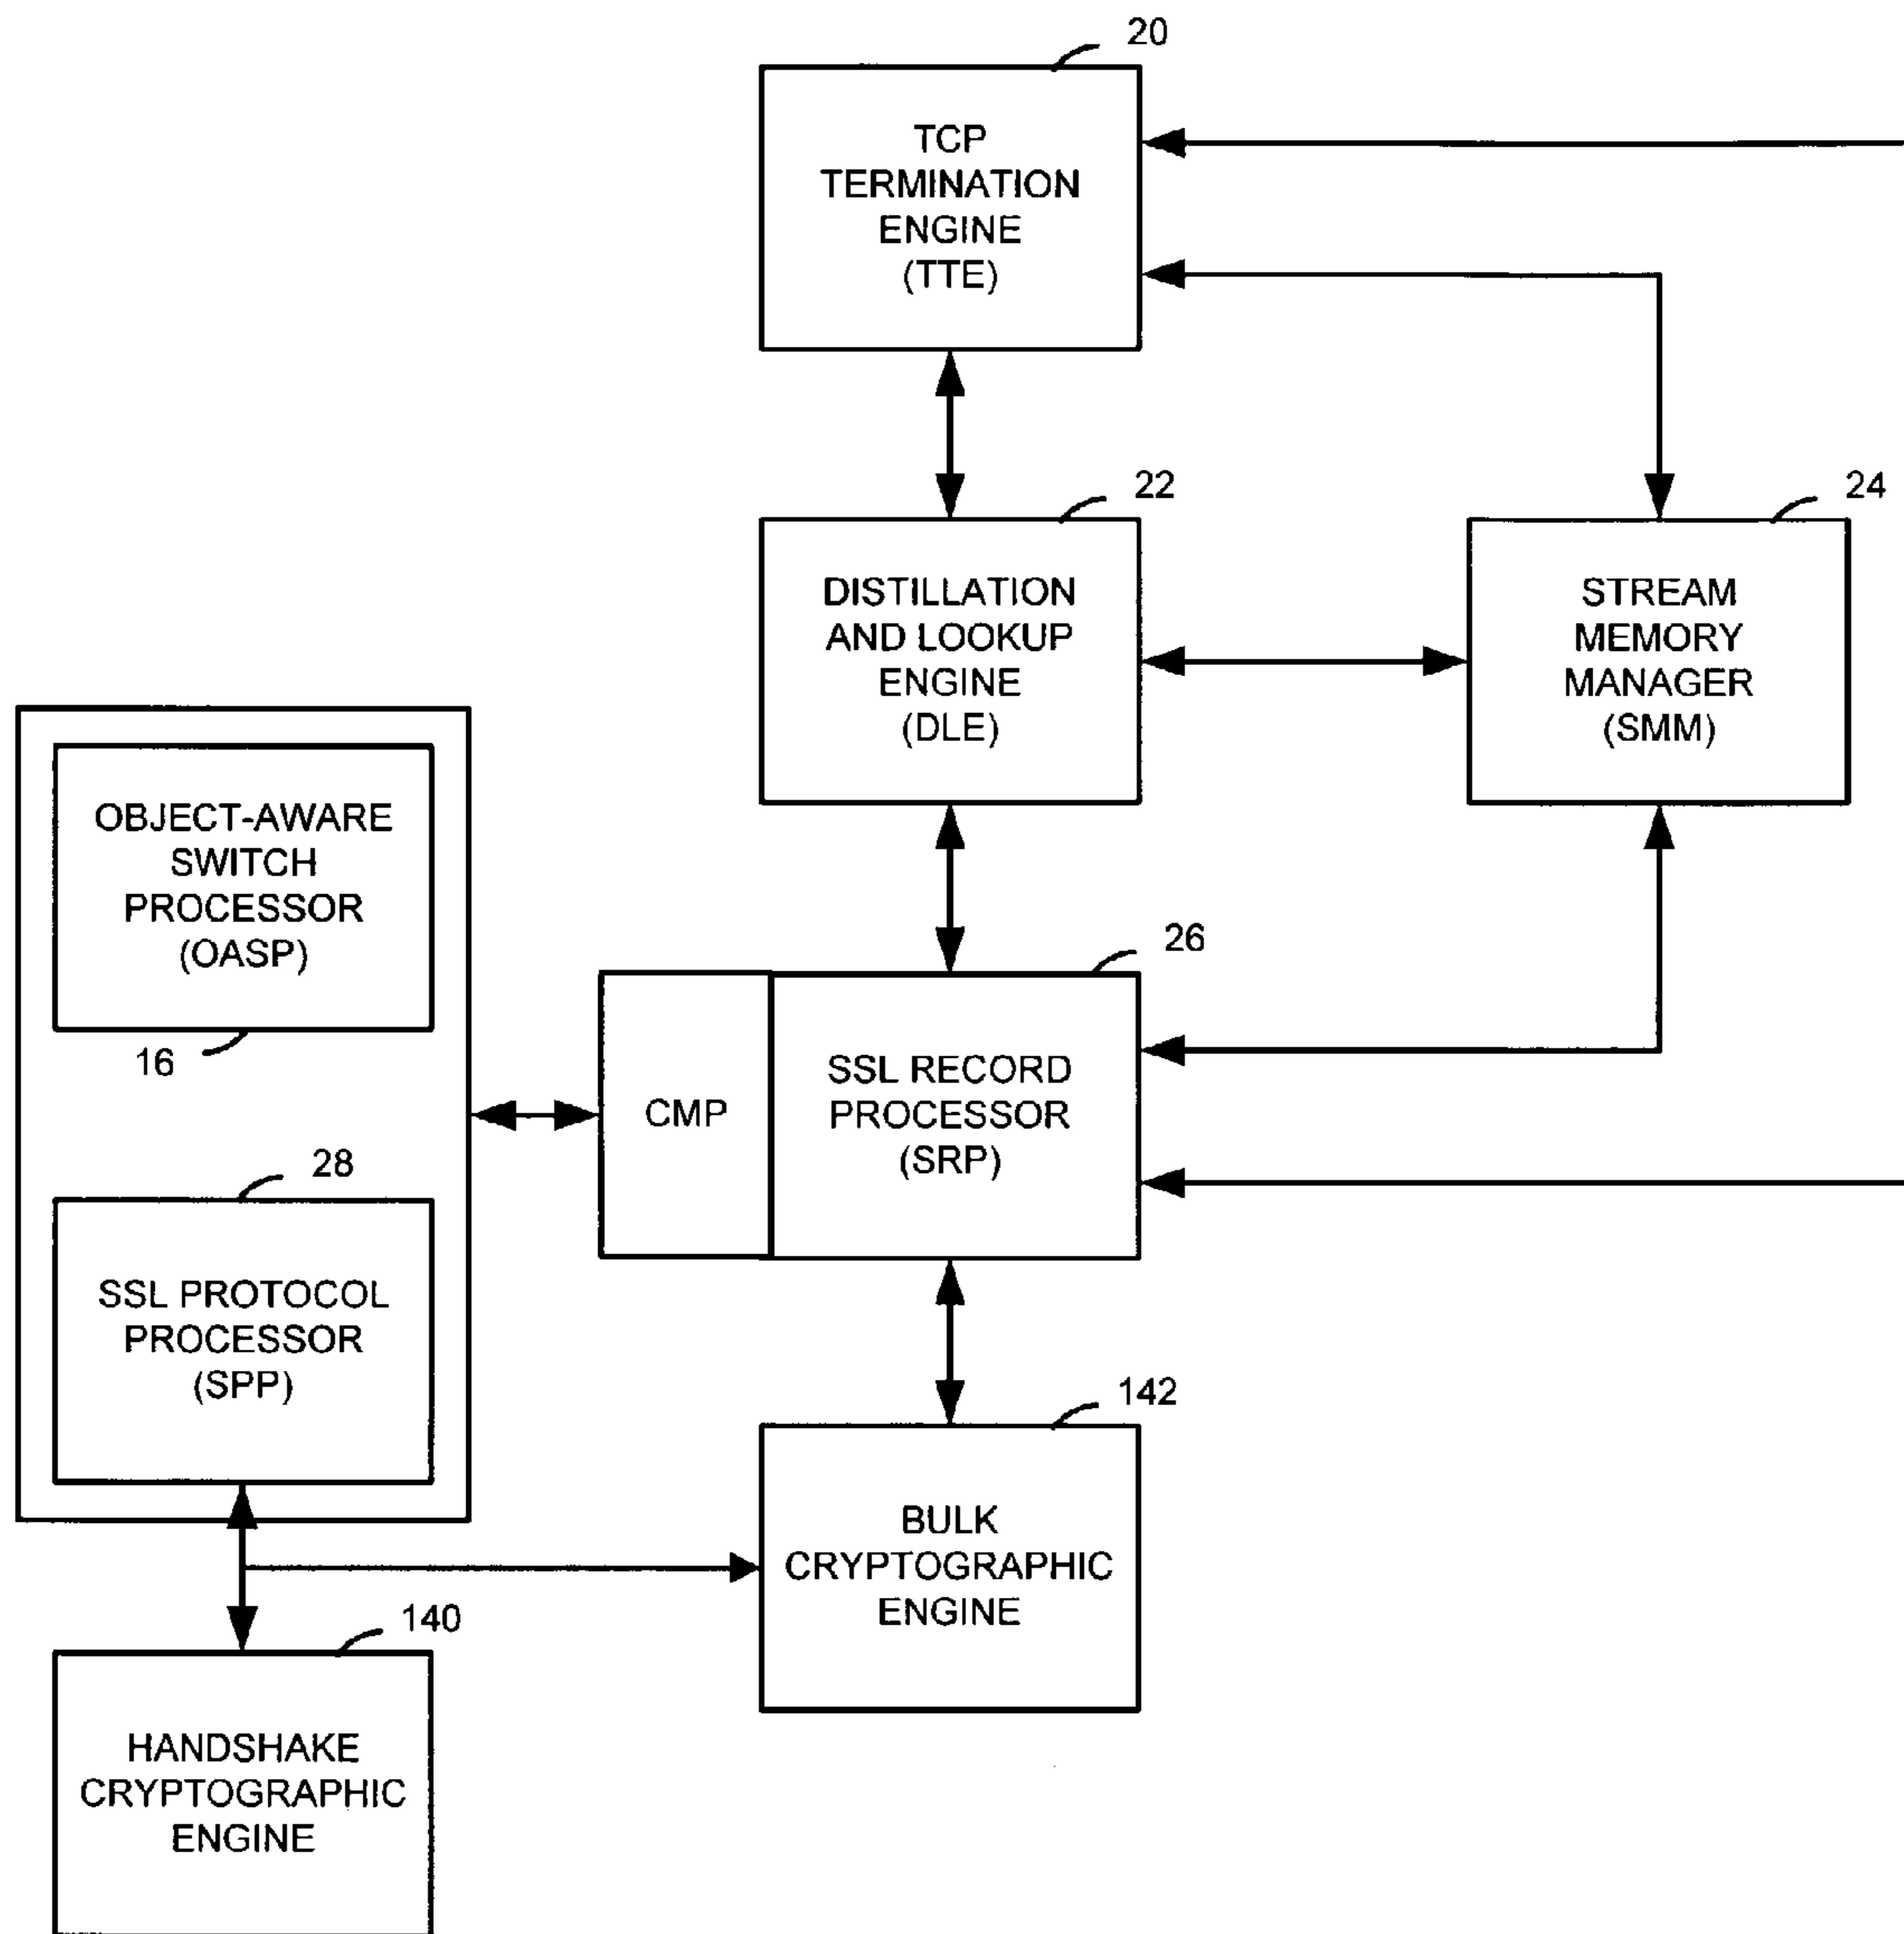 20
TCP
TERMINATION
ENGINE
(TTE)
22
DISTILLATION
AND LOOKUP
ENGINE
(DLE)
24
STREAM
MEMORY
MANAGER
(SMM)
OBJECT-AWARE
SWITCH
PROCESSOR
(OASP)
16
26
CMP
SSL RECORD
PROCESSOR
(SRP)
28
SSL PROTOCOL
PROCESSOR
(SPP)
142
BULK
CRYPTOGRAPHIC
ENGINE
140
HANDSHAKE
CRYPTOGRAPHIC
ENGINE